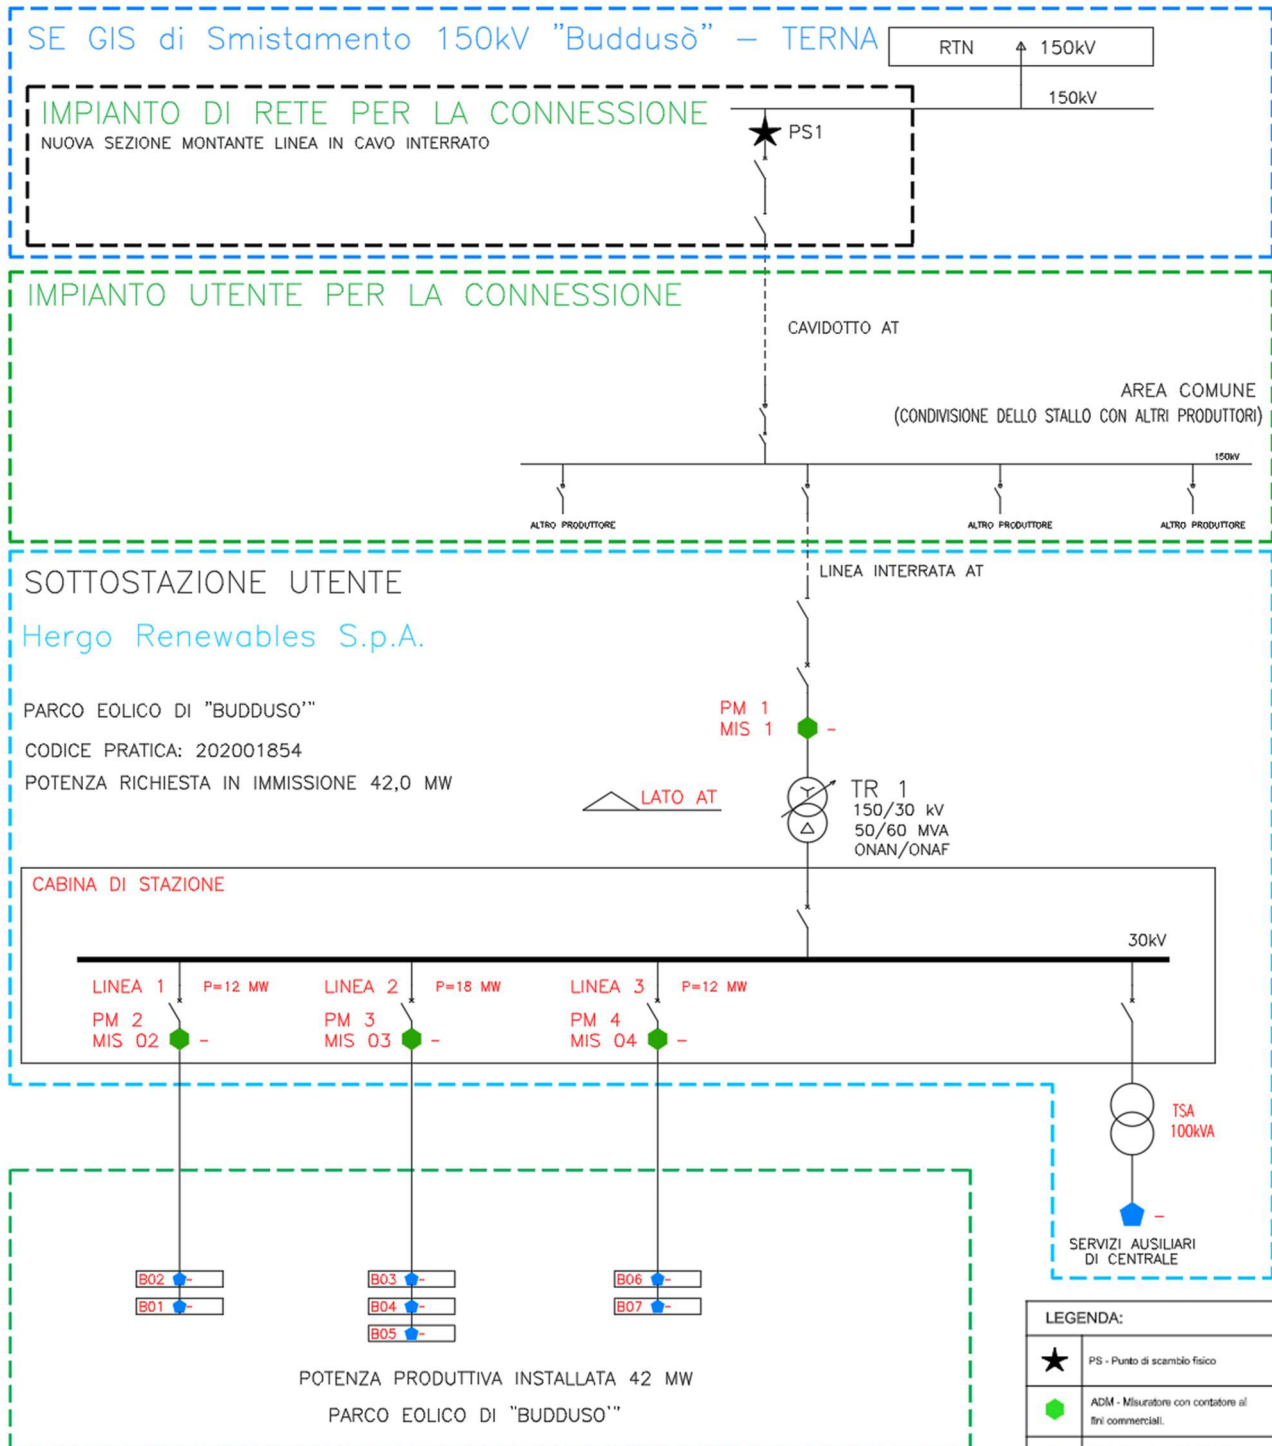 SE GIS di Smistamento 150kV "Buddusò" – TERNA
RTN 150kV
150kV
IMPIANTO DI RETE PER LA CONNESSIONE
NUOVA SEZIONE MONTANTE LINEA IN CAVO INTERRATO
PS1
IMPIANTO UTENTE PER LA CONNESSIONE
CAVIDOTTO AT
AREA COMUNE
(CONDIVISIONE DELLO STALLO CON ALTRI PRODUTTORI)
150kV
ALTRO PRODUTTORE
ALTRO PRODUTTORE
ALTRO PRODUTTORE
LINEA INTERRATA AT
SOTTOSTAZIONE UTENTE
Hergo Renewables S.p.A.
PARCO EOLICO DI "BUDDUSO'"
CODICE PRATICA: 202001854
POTENZA RICHIESTA IN IMMISSIONE 42,0 MW
PM 1
MIS 1 –
LATO AT
TR 1
150/30 kV
50/60 MVA
ONAN/ONAF
CABINA DI STAZIONE
30kV
LINEA 1 P=12 MW
PM 2
MIS 02 –
LINEA 2 P=18 MW
PM 3
MIS 03 –
LINEA 3 P=12 MW
PM 4
MIS 04 –
TSA
100kVA
–
SERVIZI AUSILIARI
DI CENTRALE
B02 –
B01 –
B03 –
B04 –
B05 –
B06 –
B07 –
POTENZA PRODUTTIVA INSTALLATA 42 MW
PARCO EOLICO DI "BUDDUSO'"
LEGENDA:
PS - Punto di scambio fisico
ADM - Misuratore con contatore ai
fini commerciali.